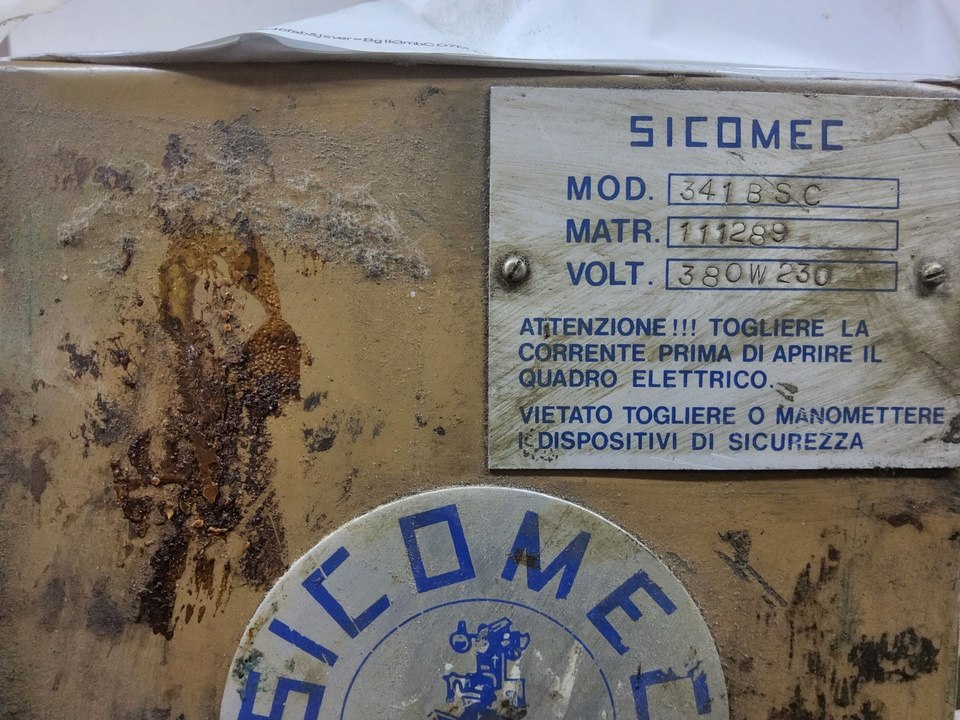 SICOMEC
MOD. 341 B S C
MATR. 111289
VOLT. 380W230
ATTENZIONE!!! TOGLIERE LA
CORRENTE PRIMA DI APRIRE IL
QUADRO ELETTRICO.
VIETATO TOGLIERE O MANOMETTERE
I DISPOSITIVI DI SICUREZZA
SICOMEC